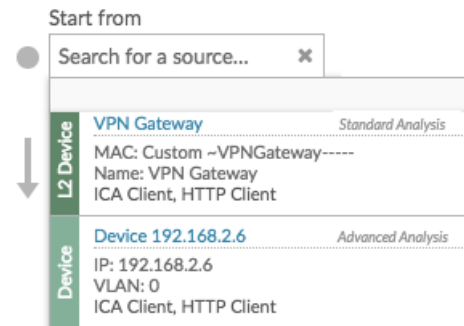 Start from
Search for a source... ×
L2 Device
VPN Gateway Standard Analysis
MAC: Custom ~VPNGateway-----
Name: VPN Gateway
ICA Client, HTTP Client
Device
Device 192.168.2.6 Advanced Analysis
IP: 192.168.2.6
VLAN: 0
ICA Client, HTTP Client